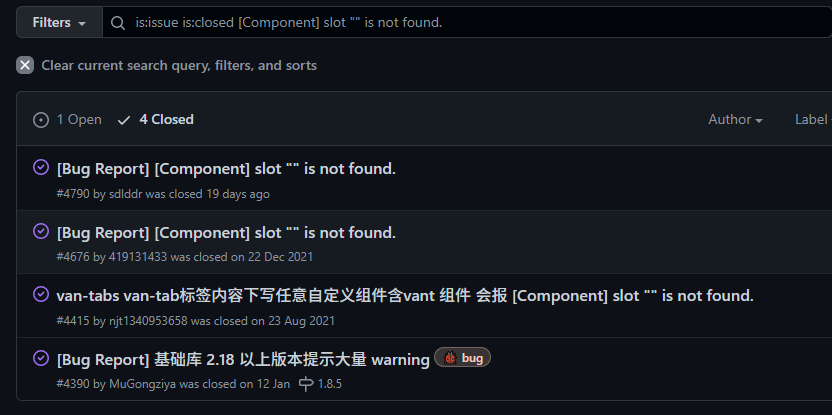 Filters is:issue is:closed [Component] slot "" is not found.
Clear current search query, filters, and sorts
1 Open 4 Closed Author Label
[Bug Report] [Component] slot "" is not found.
#4790 by sdlddr was closed 19 days ago
[Bug Report] [Component] slot "" is not found.
#4676 by 419131433 was closed on 22 Dec 2021
van-tabs van-tab标签内容下写任意自定义组件含vant 组件 会报 [Component] slot "" is not found.
#4415 by njt1340953658 was closed on 23 Aug 2021
[Bug Report] 基础库 2.18 以上版本提示大量 warning bug
#4390 by MuGongziya was closed on 12 Jan 1.8.5